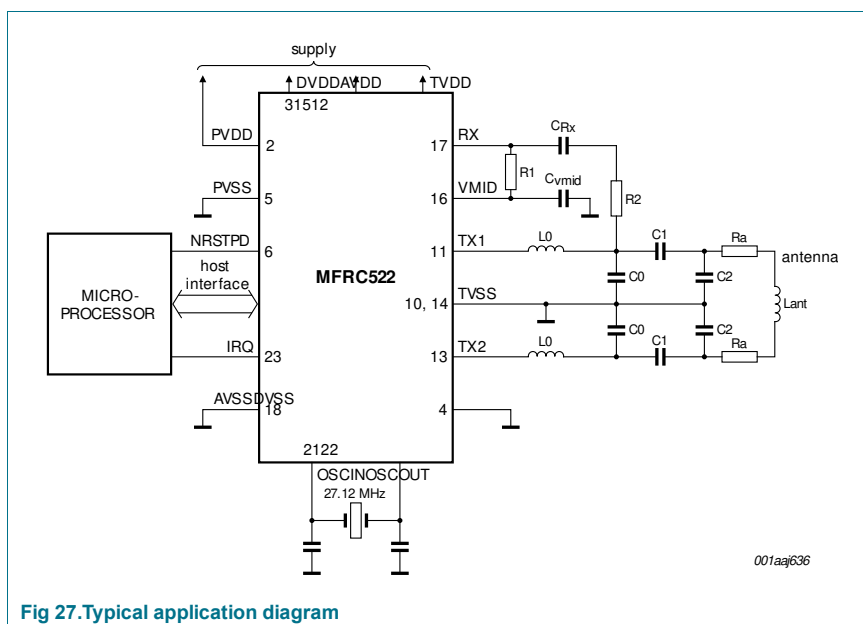 supply
DVDDAVDD TVDD
31512
PVDD
2
17
RX
CRx
R1
PVSS
5
16
VMID
Cvmid
R2
NRSTPD
6
11
TX1
L0
C1
Ra
antenna
host
interface
MFRC522
MICRO-
PROCESSOR
C0
C2
10, 14
TVSS
Lant
C0
C2
IRQ
23
13
TX2
L0
C1
Ra
AVSSDVSS
18
4
2122
OSCINOSCOUT
27.12 MHz
001aaj636
Fig 27.Typical application diagram